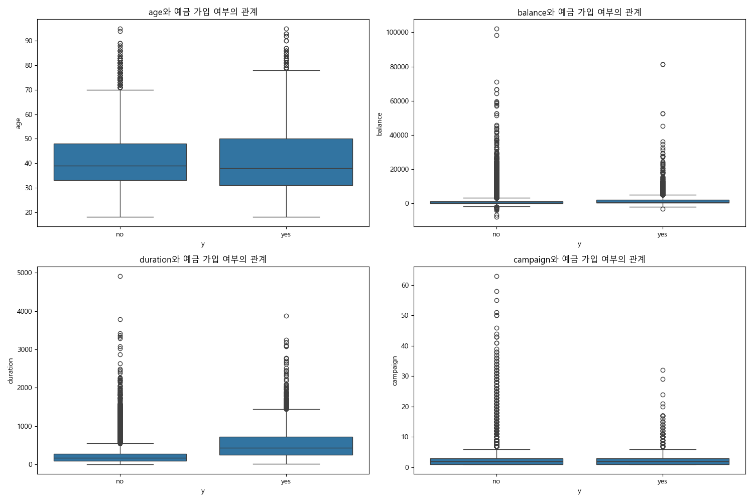 age와 예금 가입 여부의 관계
90
80
70
60
50
40
30
20
age
no
yes
y
balance와 예금 가입 여부의 관계
100000
80000
60000
40000
20000
0
balance
no
yes
y
duration와 예금 가입 여부의 관계
5000
4000
3000
2000
1000
0
duration
no
yes
y
campaign와 예금 가입 여부의 관계
60
50
40
30
20
10
0
campaign
no
yes
y